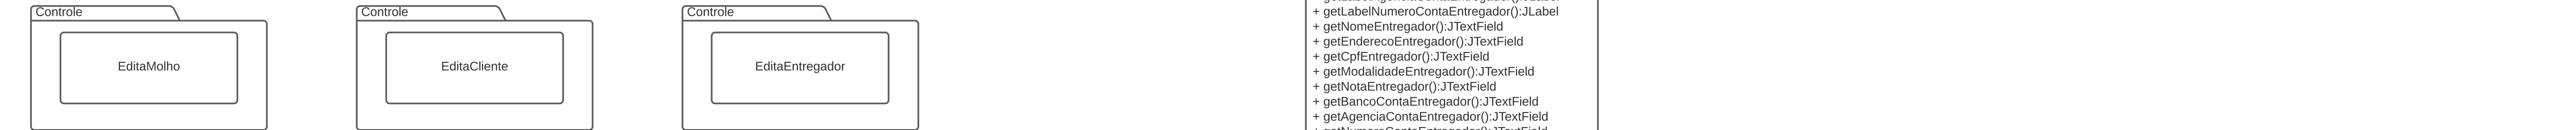 Controle
EditaMolho
Controle
EditaCliente
Controle
EditaEntregador
+ getLabelNumeroContaEntregador():JLabel
+ getNomeEntregador():JTextField
+ getEnderecoEntregador():JTextField
+ getCpfEntregador():JTextField
+ getModalidadeEntregador():JTextField
+ getNotaEntregador():JTextField
+ getBancoContaEntregador():JTextField
+ getAgenciaContaEntregador():JTextField